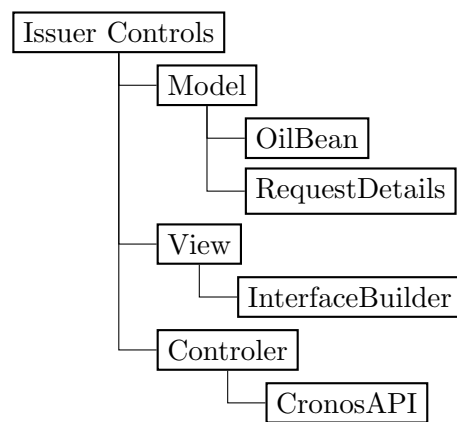 Issuer Controls
Model
OilBean
RequestDetails
View
InterfaceBuilder
Controler
CronosAPI